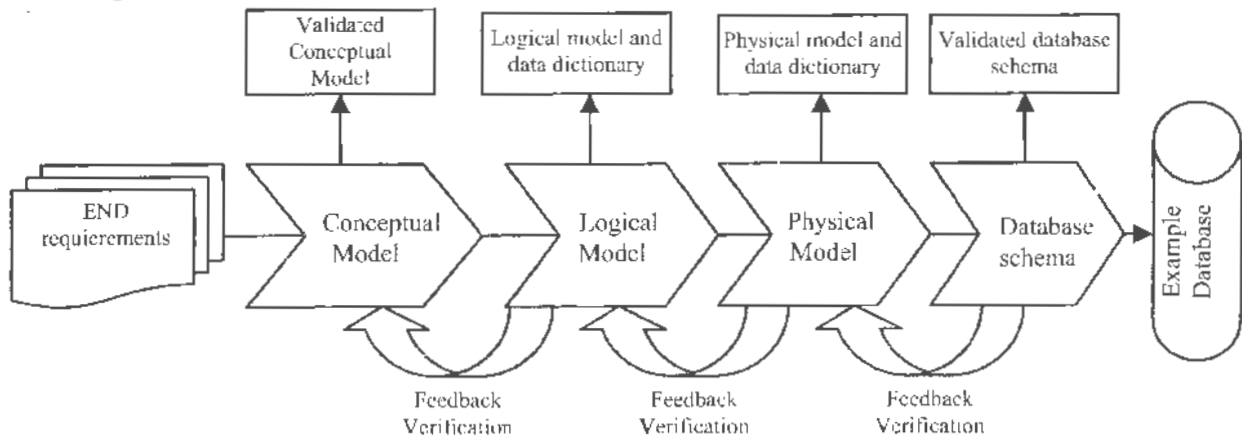 Validated
Conceptual
Model
Logical model and
data dictionary
Physical model and
data dictionary
Validated database
schema
END
requierements
Conceptual
Model
Logical
Model
Physical
Model
Database
schema
Example
Database
Feedback
Verification
Feedback
Verification
Feedback
Verification